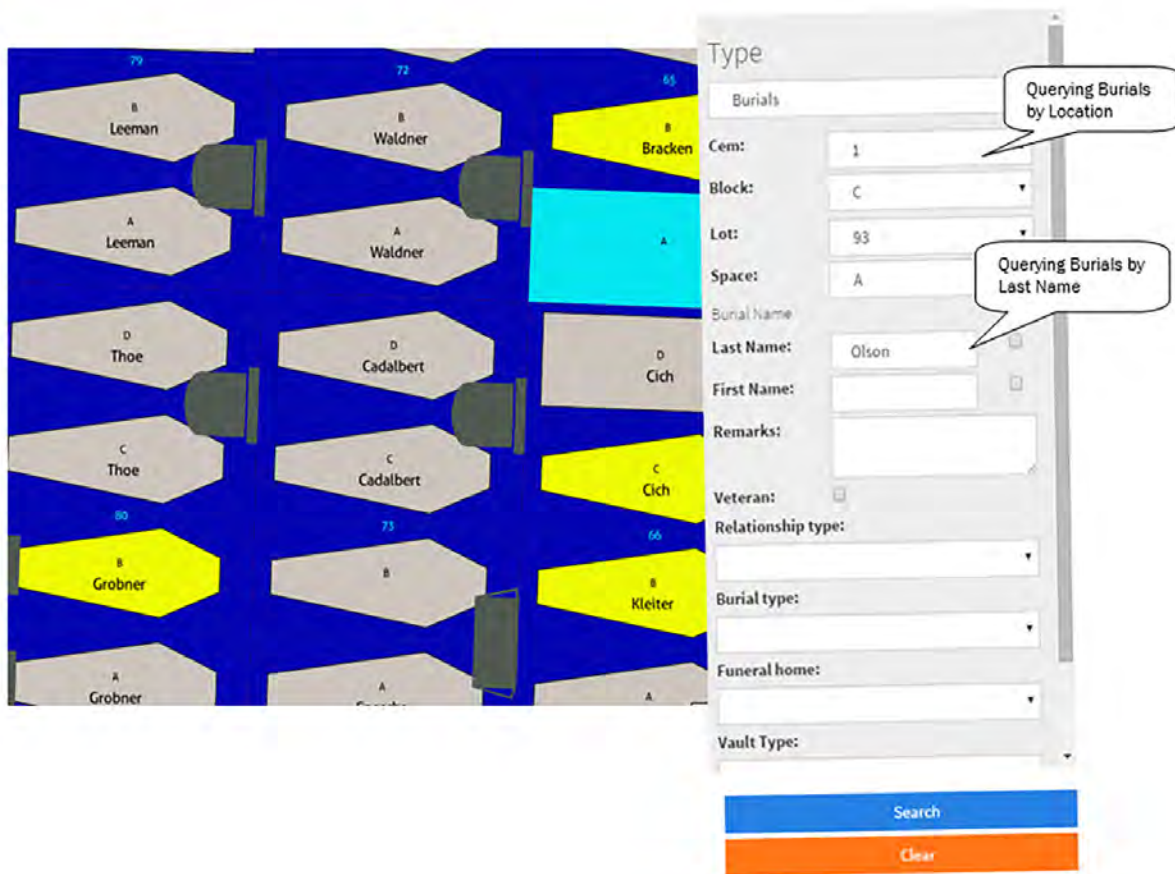 79
B
Leeman
A
Leeman
D
Thoe
C
Thoe
80
B
Grobner
A
Grobner
72
B
Waldner
A
Waldner
D
Cadalbert
C
Cadalbert
73
B
A
65
B
Bracken
A
D
Cich
C
Cich
66
B
Kleiter
A
Type
Burials
Querying Burials
by Location
Cem: 1
Block: C
Lot: 93
Space: A
Querying Burials by
Last Name
Burial Name
Last Name: Olson
First Name:
Remarks:
Veteran:
Relationship type:
Burial type:
Funeral home:
Vault Type:
Search
Clear